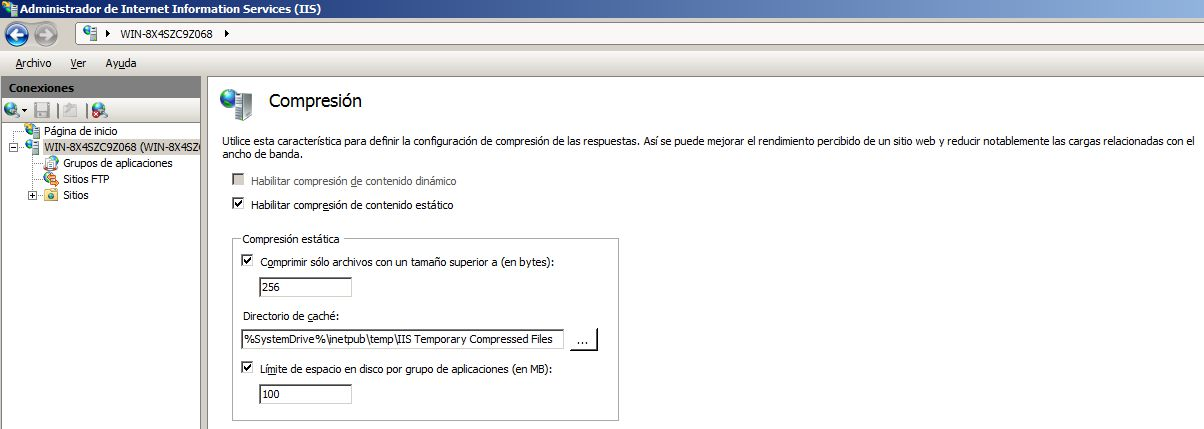 Administrador de Internet Information Services (IIS)
WIN-8X4SZC9Z068
Archivo Ver Ayuda
Conexiones
Página de inicio
WIN-8X4SZC9Z068 (WIN-8X4SZ
Grupos de aplicaciones
Sitios FTP
Sitios
Compresión
Utilice esta característica para definir la configuración de compresión de las respuestas. Así se puede mejorar el rendimiento percibido de un sitio web y reducir notablemente las cargas relacionadas con el
ancho de banda.
Habilitar compresión de contenido dinámico
Habilitar compresión de contenido estático
Compresión estática
Comprimir sólo archivos con un tamaño superior a (en bytes):
256
Directorio de caché:
%SystemDrive%\inetpub\temp\IIS Temporary Compressed Files
...
Límite de espacio en disco por grupo de aplicaciones (en MB):
100